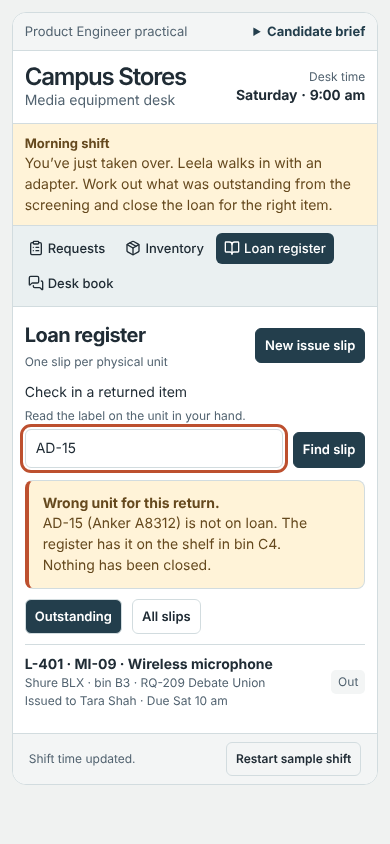 Product Engineer practical
▶ Candidate brief
Campus Stores
Media equipment desk
Desk time
Saturday · 9:00 am
Morning shift
You’ve just taken over. Leela walks in with an
adapter. Work out what was outstanding from the
screening and close the loan for the right item.
Requests
Inventory
Loan register
Desk book
Loan register
One slip per physical unit
New issue slip
Check in a returned item
Read the label on the unit in your hand.
AD-15
Find slip
Wrong unit for this return.
AD-15 (Anker A8312) is not on loan. The
register has it on the shelf in bin C4.
Nothing has been closed.
Outstanding
All slips
L-401 · MI-09 · Wireless microphone
Shure BLX · bin B3 · RQ-209 Debate Union
Issued to Tara Shah · Due Sat 10 am
Out
Shift time updated.
Restart sample shift